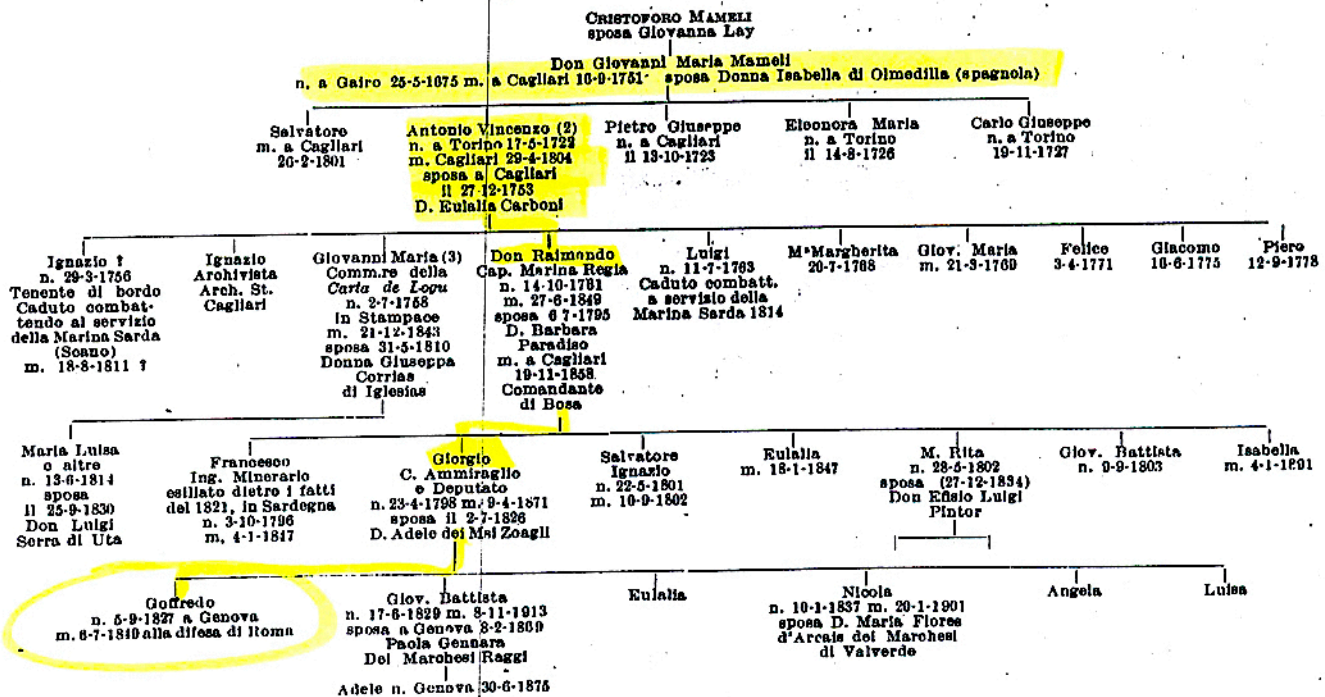 CRISTOFORO MAMELI
sposa Giovanna Lay
Don Giovanni Maria Mameli
n. a Gairo 25-5-1675 m. a Cagliari 16-9-1751 sposa Donna Isabella di Olmedilla (spagnola)
Salvatore
m. a Cagliari
26-2-1801
Antonio Vincenzo (2)
n. a Torino 17-5-1722
m. Cagliari 29-4-1804
sposa a Cagliari
il 27-12-1753
D. Eulalia Carboni
Pietro Giuseppe
n. a Cagliari
il 13-10-1723
Eleonora Maria
n. a Torino
il 14-8-1726
Carlo Giuseppe
n. a Torino
19-11-1727
Ignazio ?
n. 29-3-1756
Tenente di bordo
Caduto combat-
tendo al servizio
della Marina Sarda
(Scano)
m. 18-8-1811 ?
Ignazio
Archivista
Arch. St.
Cagliari
Giovanni Maria (3)
Comm.re della
Carta de Logu
n. 2-7-1758
in Stampace
m. 21-12-1843
sposa 31-5-1810
Donna Giuseppa
Corrias
di Iglesias
Don Raimondo
Cap. Marina Regia
n. 14-10-1761
m. 27-6-1849
sposa 6 7-1795
D. Barbara
Paradiso
m. a Cagliari
19-11-1858
Comandante
di Bosa
Luigi
n. 11-7-1763
Caduto combatt.
a servizio della
Marina Sarda 1814
Mª Margherita
20-7-1768
Giov. Maria
m. 21-3-1769
Felice
3-4-1771
Giacomo
16-6-1775
Piero
12-9-1778
Maria Luisa
e altre
n. 13-6-1814
sposa
il 25-9-1830
Don Luigi
Serra di Uta
Francesco
Ing. Minerario
esiliato dietro i fatti
del 1821, in Sardegna
n. 3-10-1796
m. 4-1-1847
Giorgio
C. Ammiraglio
e Deputato
n. 23-4-1798 m. 9-4-1871
sposa il 2-7-1826
D. Adele dei Msi Zoagli
Salvatore
Ignazio
n. 22-5-1801
m. 10-9-1802
Eulalia
m. 18-1-1847
M. Rita
n. 28-5-1802
sposa (27-12-1834)
Don Efisio Luigi
Pintor
Giov. Battista
n. 9-9-1803
Isabella
m. 4-1-1891
Goffredo
n. 5-9-1827 a Genova
m. 6-7-1849 alla difesa di Roma
Giov. Battista
n. 17-6-1829 m. 8-11-1913
sposa a Genova 8-2-1869
Paola Gennara
Dei Marchesi Raggi
Adele n. Genova 30-6-1875
Eulalia
Nicola
n. 10-1-1837 m. 20-1-1901
sposa D. Maria Flores
d'Arcais dei Marchesi
di Valverde
Angela
Luisa